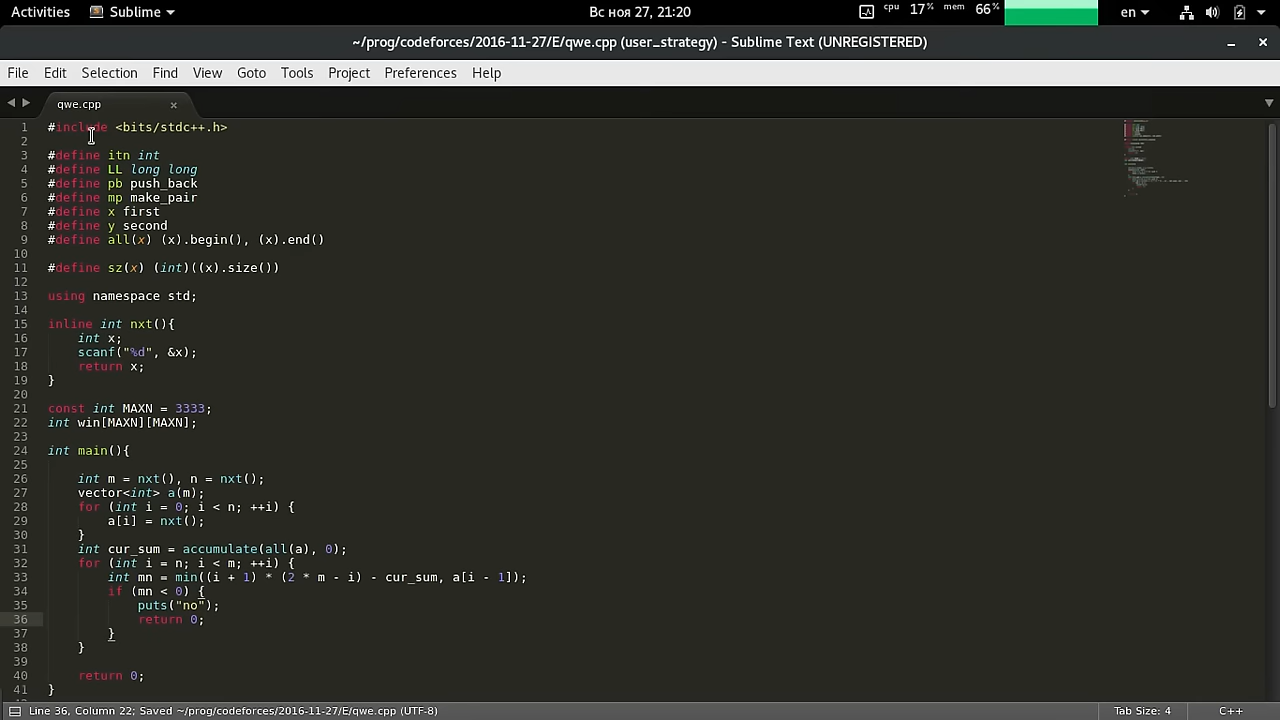 Activities Sublime Вс ноя 27, 21:20 cpu 17% mem 66% en
~/prog/codeforces/2016-11-27/E/qwe.cpp (user_strategy) - Sublime Text (UNREGISTERED)
File Edit Selection Find View Goto Tools Project Preferences Help
qwe.cpp
1 #include <bits/stdc++.h>
2
3 #define itn int
4 #define LL long long
5 #define pb push_back
6 #define mp make_pair
7 #define x first
8 #define y second
9 #define all(x) (x).begin(), (x).end()
10
11 #define sz(x) (int)((x).size())
12
13 using namespace std;
14
15 inline int nxt(){
16 int x;
17 scanf("%d", &x);
18 return x;
19 }
20
21 const int MAXN = 3333;
22 int win[MAXN][MAXN];
23
24 int main(){
25
26 int m = nxt(), n = nxt();
27 vector<int> a(m);
28 for (int i = 0; i < n; ++i) {
29 a[i] = nxt();
30 }
31 int cur_sum = accumulate(all(a), 0);
32 for (int i = n; i < m; ++i) {
33 int mn = min((i + 1) * (2 * m - i) - cur_sum, a[i - 1]);
34 if (mn < 0) {
35 puts("no");
36 return 0;
37 }
38 }
39
40 return 0;
41 }
Line 36, Column 22; Saved ~/prog/codeforces/2016-11-27/E/qwe.cpp (UTF-8) Tab Size: 4 C++